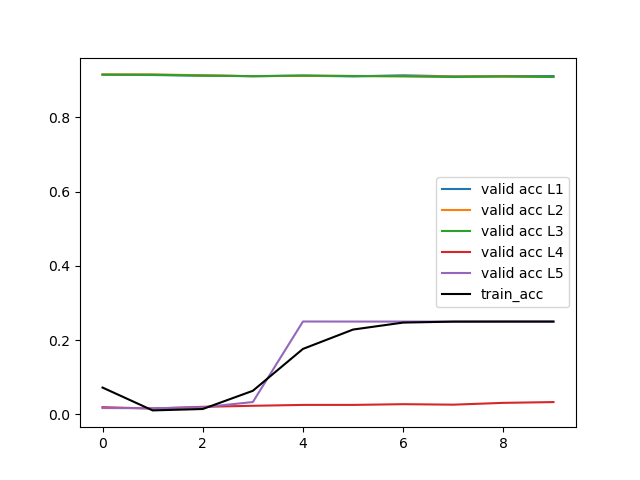 0.8
0.6
0.4
0.2
0.0
0
2
4
6
8
valid acc L1
valid acc L2
valid acc L3
valid acc L4
valid acc L5
train_acc